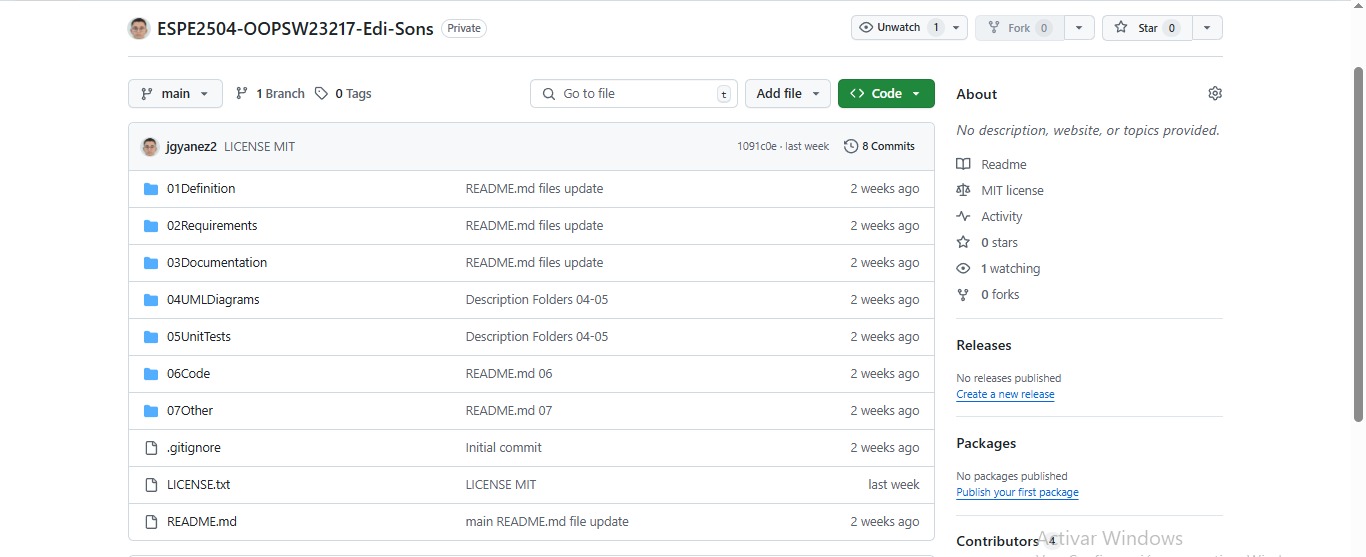 ESPE2504-OOPSW23217-Edi-Sons Private Unwatch 1 Fork 0 Star 0
main 1 Branch 0 Tags Go to file t Add file Code
jgyanez2 LICENSE MIT 1091c0e · last week 8 Commits
01Definition README.md files update 2 weeks ago
02Requirements README.md files update 2 weeks ago
03Documentation README.md files update 2 weeks ago
04UMLDiagrams Description Folders 04-05 2 weeks ago
05UnitTests Description Folders 04-05 2 weeks ago
06Code README.md 06 2 weeks ago
07Other README.md 07 2 weeks ago
.gitignore Initial commit 2 weeks ago
LICENSE.txt LICENSE MIT last week
README.md main README.md file update 2 weeks ago
About
No description, website, or topics provided.
Readme
MIT license
Activity
0 stars
1 watching
0 forks
Releases
No releases published
Create a new release
Packages
No packages published
Publish your first package
Contributors 4
Activar Windows